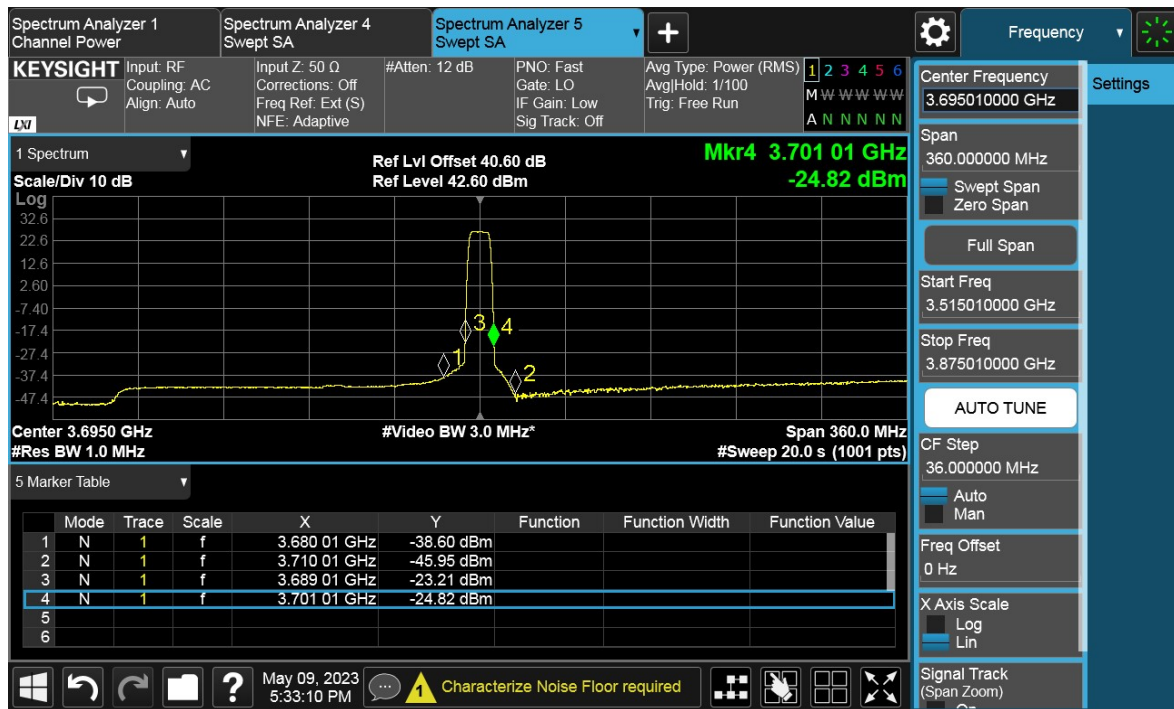 Spectrum Analyzer 1
Channel Power
Spectrum Analyzer 4
Swept SA
Spectrum Analyzer 5
Swept SA
Frequency
KEYSIGHT
LXI
Input: RF
Coupling: AC
Align: Auto
Input Z: 50 Ω
Corrections: Off
Freq Ref: Ext (S)
NFE: Adaptive
#Atten: 12 dB
PNO: Fast
Gate: LO
IF Gain: Low
Sig Track: Off
Avg Type: Power (RMS)
Avg|Hold: 1/100
Trig: Free Run
1 2 3 4 5 6
M W W W W W
A N N N N N
1 Spectrum
Scale/Div 10 dB
Ref Lvl Offset 40.60 dB
Ref Level 42.60 dBm
Mkr4 3.701 01 GHz
-24.82 dBm
Log
32.6
22.6
12.6
2.60
-7.40
-17.4
-27.4
-37.4
-47.4
3
4
1
2
Center 3.6950 GHz
#Res BW 1.0 MHz
#Video BW 3.0 MHz*
Span 360.0 MHz
#Sweep 20.0 s (1001 pts)
5 Marker Table
Mode Trace Scale X Y Function Function Width Function Value
1 N 1 f 3.680 01 GHz -38.60 dBm
2 N 1 f 3.710 01 GHz -45.95 dBm
3 N 1 f 3.689 01 GHz -23.21 dBm
4 N 1 f 3.701 01 GHz -24.82 dBm
5
6
May 09, 2023
5:33:10 PM
1
Characterize Noise Floor required
Center Frequency
3.695010000 GHz
Span
360.000000 MHz
Swept Span
Zero Span
Full Span
Start Freq
3.515010000 GHz
Stop Freq
3.875010000 GHz
AUTO TUNE
CF Step
36.000000 MHz
Auto
Man
Freq Offset
0 Hz
X Axis Scale
Log
Lin
Signal Track
(Span Zoom)
Settings